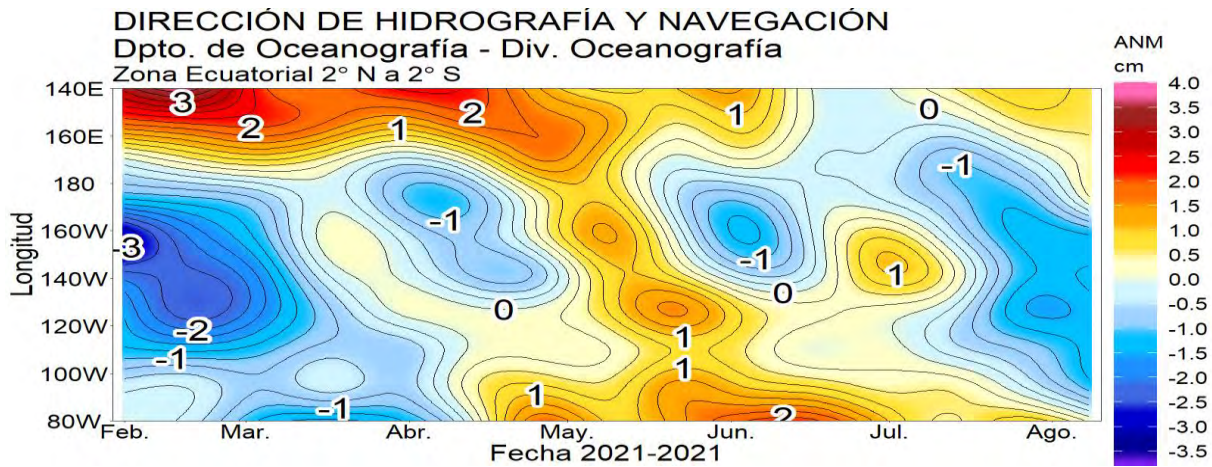 DIRECCIÓN DE HIDROGRAFÍA Y NAVEGACIÓN
Dpto. de Oceanografía - Div. Oceanografía
Zona Ecuatorial 2° N a 2° S
ANM
cm
140E
160E
180
160W
140W
120W
100W
80W
Longitud
3
2
1
2
1
0
-1
-1
-3
-1
1
0
0
-2
1
-1
1
1
-1
2
Feb.
Mar.
Abr.
May.
Jun.
Jul.
Ago.
Fecha 2021-2021
4.0
3.5
3.0
2.5
2.0
1.5
1.0
0.5
0.0
-0.5
-1.0
-1.5
-2.0
-2.5
-3.0
-3.5